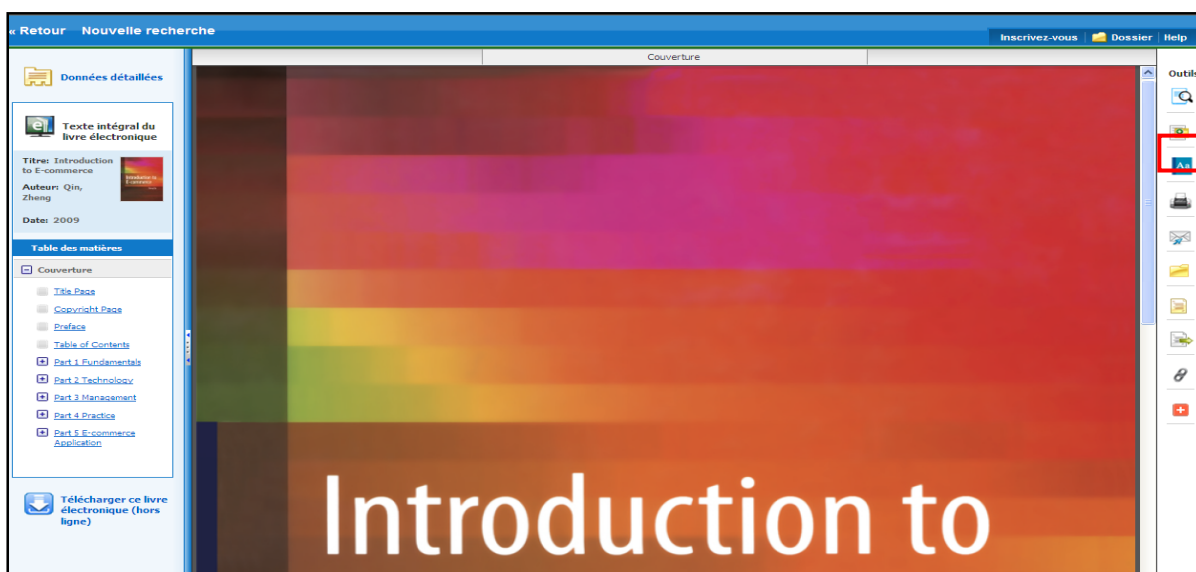 « Retour Nouvelle recherche
Inscrivez-vous Dossier Help
Données détaillées
Texte intégral du
livre électronique
Titre: Introduction
to E-commerce
Auteur: Qin,
Zheng
Date: 2009
Table des matières
Couverture
Title Page
Copyright Page
Preface
Table of Contents
Part 1 Fundamentals
Part 2 Technology
Part 3 Management
Part 4 Practice
Part 5 E-commerce
Application
Télécharger ce livre
électronique (hors
ligne)
Couverture
Introduction to
Outils
Aa